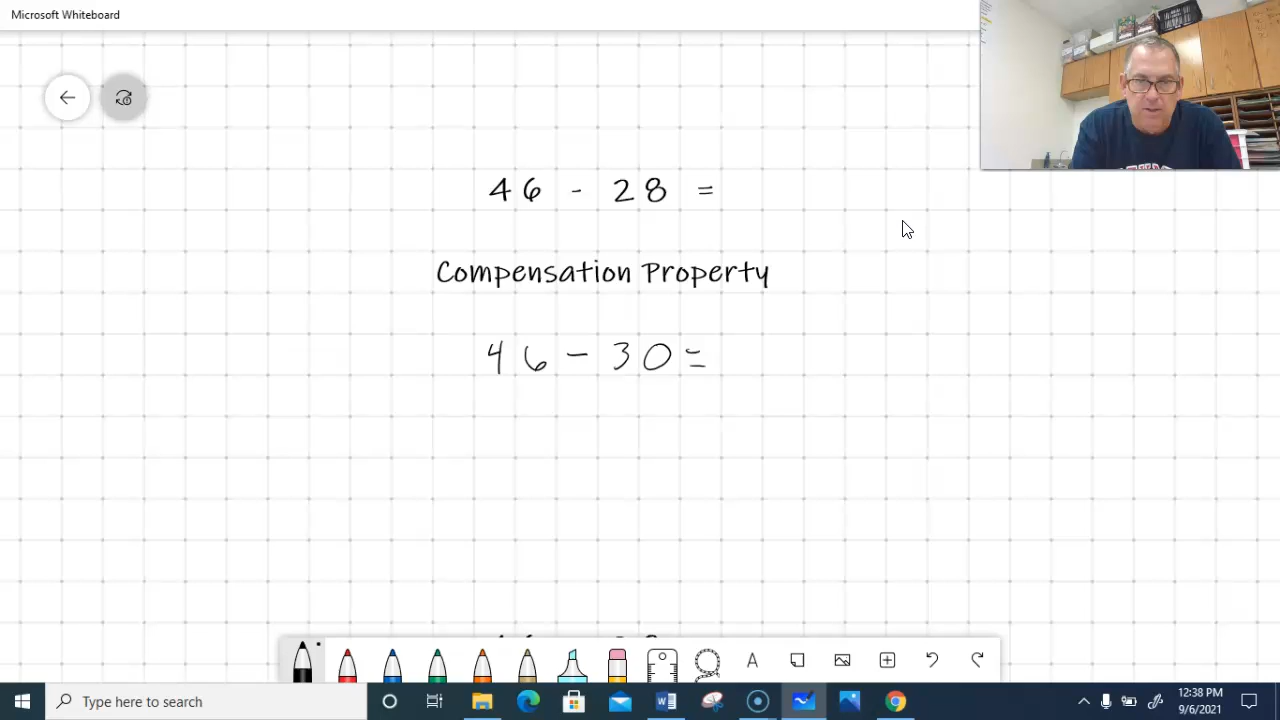 Microsoft Whiteboard
46 - 28 =
Compensation Property
46 - 30 =
A
Type here to search
12:38 PM
9/6/2021